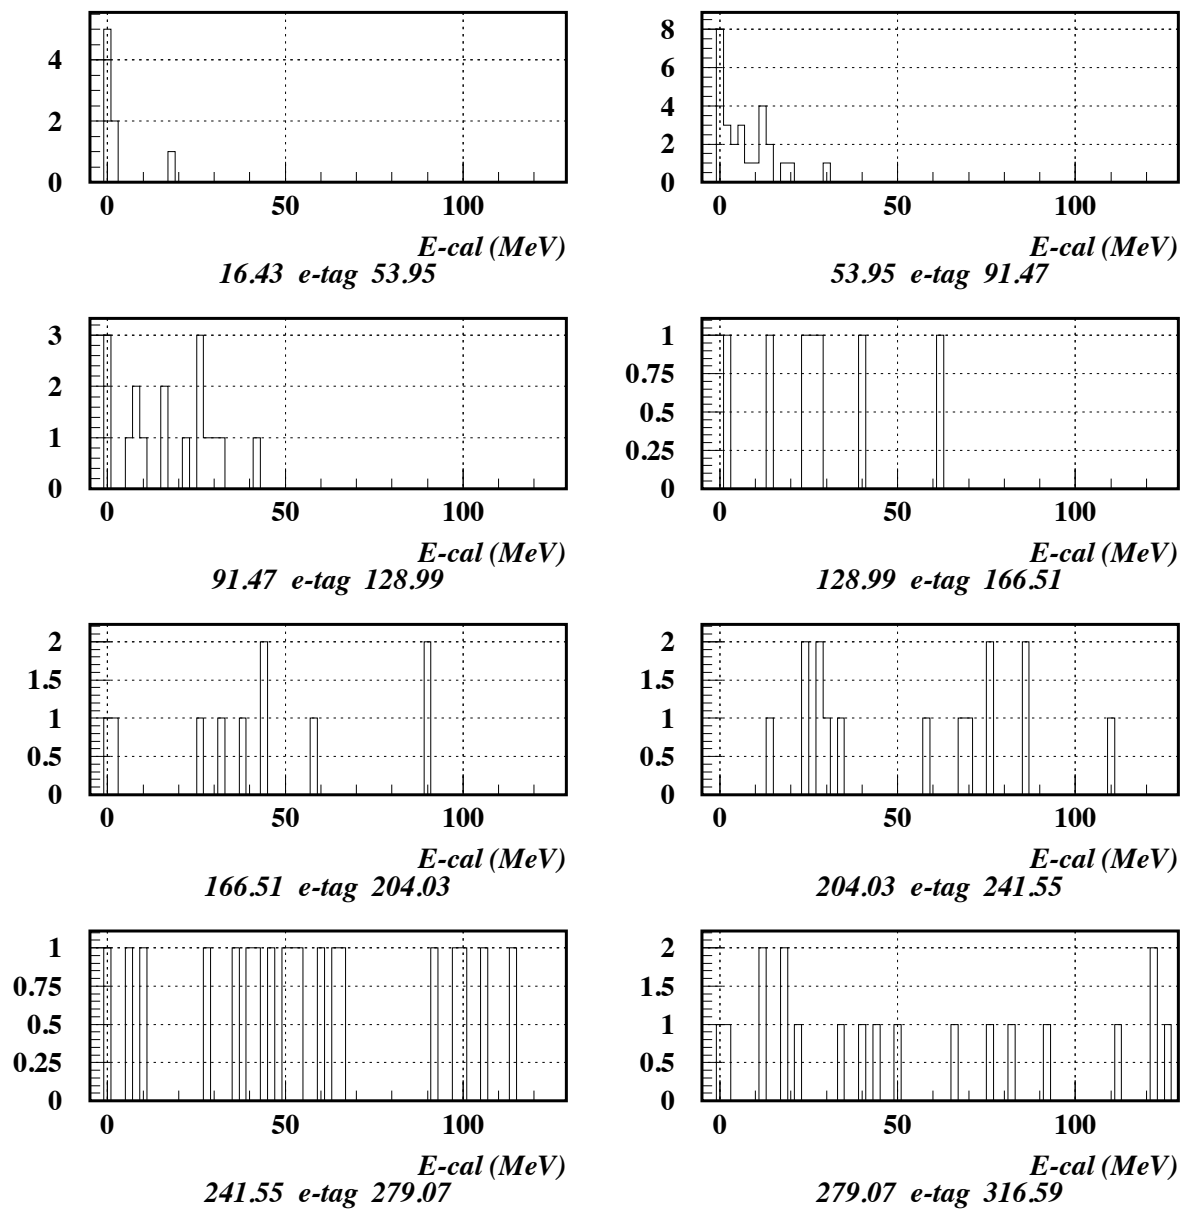 4
2
0
0 50 100
E-cal (MeV)
16.43 e-tag 53.95
8
6
4
2
0
0 50 100
E-cal (MeV)
53.95 e-tag 91.47
3
2
1
0
0 50 100
E-cal (MeV)
91.47 e-tag 128.99
1
0.75
0.5
0.25
0
0 50 100
E-cal (MeV)
128.99 e-tag 166.51
2
1.5
1
0.5
0
0 50 100
E-cal (MeV)
166.51 e-tag 204.03
2
1.5
1
0.5
0
0 50 100
E-cal (MeV)
204.03 e-tag 241.55
1
0.75
0.5
0.25
0
0 50 100
E-cal (MeV)
241.55 e-tag 279.07
2
1.5
1
0.5
0
0 50 100
E-cal (MeV)
279.07 e-tag 316.59